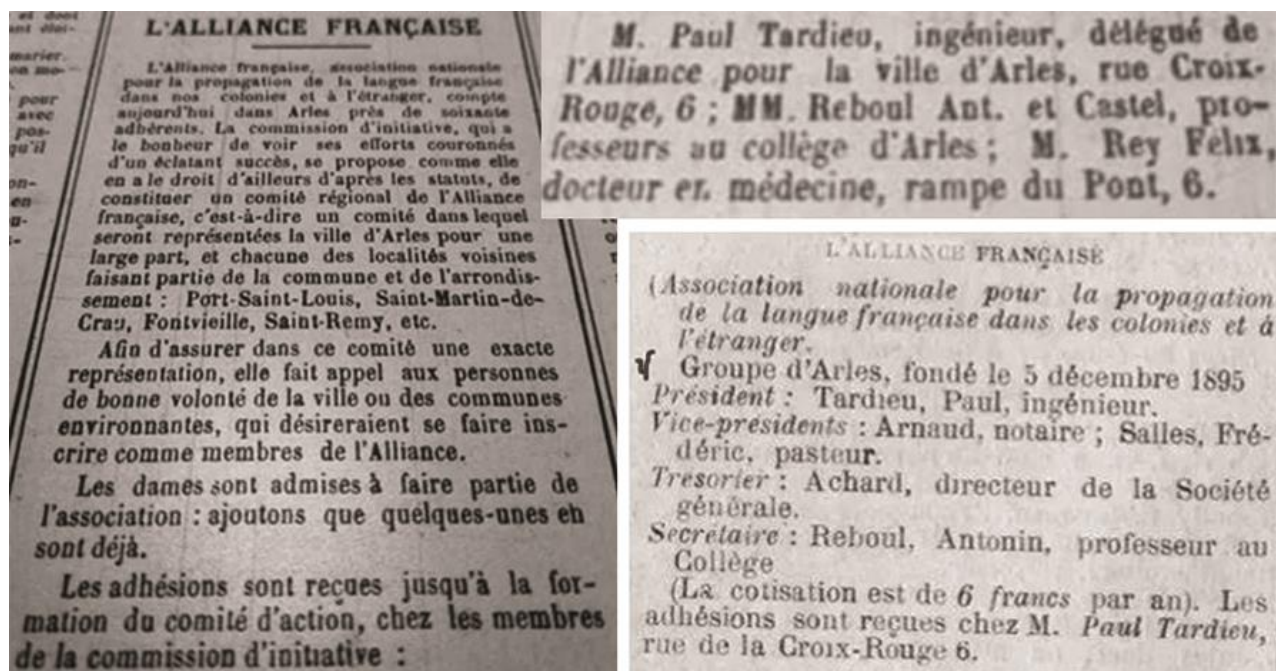 L'ALLIANCE FRANÇAISE
L'Alliance française, association nationale
pour la propagation de la langue française
dans nos colonies et à l'étranger, compte
aujourd'hui dans Arles près de soixante
adhérents. La commission d'initiative, qui a
le bonheur de voir ses efforts couronnés
d'un éclatant succès, se propose comme elle
en a le droit d'ailleurs d'après les statuts, de
constituer un comité régional de l'Alliance
française, c'est-à-dire un comité dans lequel
seront représentées la ville d'Arles pour une
large part, et chacune des localités voisines
faisant partie de la commune et de l'arrondis-
sement : Port-Saint-Louis, Saint-Martin-de-
Crau, Fontvieille, Saint-Remy, etc.
Afin d'assurer dans ce comité une exacte
représentation, elle fait appel aux personnes
de bonne volonté de la ville ou des communes
environnantes, qui désireraient se faire ins-
crire comme membres de l'Alliance.
Les dames sont admises à faire partie de
l'association : ajoutons que quelques-unes en
sont déjà.
Les adhésions sont reçues jusqu'à la for-
mation du comité d'action, chez les membres
de la commission d'initiative :
M. Paul Tardieu, ingénieur, délégué de
l'Alliance pour la ville d'Arles, rue Croix-
Rouge, 6 ; MM. Reboul Ant. et Castel, pro-
fesseurs au collège d'Arles ; M. Rey Félix,
docteur en médecine, rampe du Pont, 6.
L'ALLIANCE FRANÇAISE
(Association nationale pour la propagation
de la langue française dans les colonies et à
l'étranger.
Groupe d'Arles, fondé le 5 décembre 1895
Président : Tardieu, Paul, ingénieur.
Vice-présidents : Arnaud, notaire ; Salles, Fré-
déric, pasteur.
Trésorier : Achard, directeur de la Société
générale.
Secrétaire : Reboul, Antonin, professeur au
Collège
(La cotisation est de 6 francs par an). Les
adhésions sont reçues chez M. Paul Tardieu,
rue de la Croix-Rouge 6.